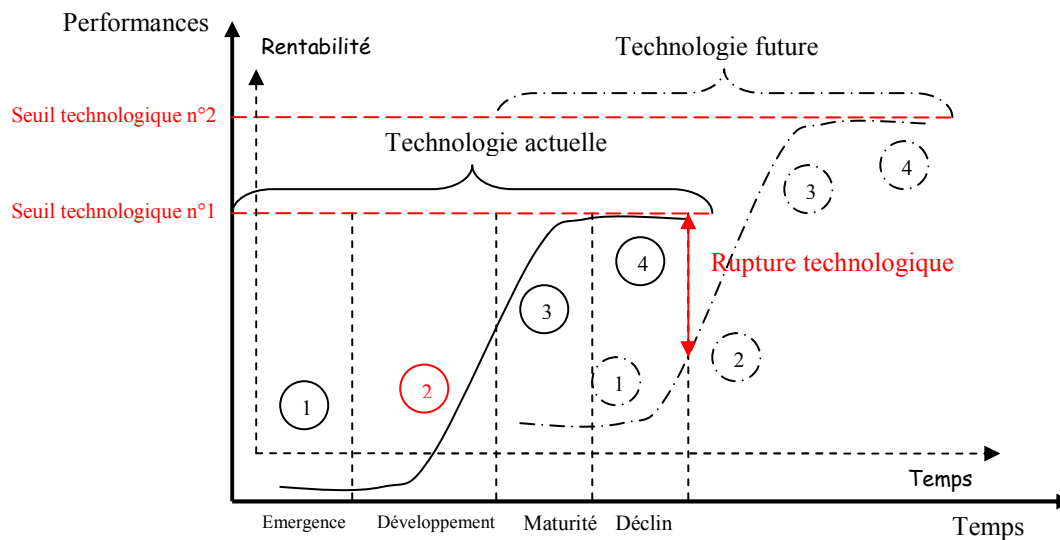 Performances
Rentabilité
Technologie future
Seuil technologique n°2
Technologie actuelle
4
3
Seuil technologique n°1
4
Rupture technologique
3
2
1
2
1
Temps
Emergence
Développement
Maturité
Déclin
Temps